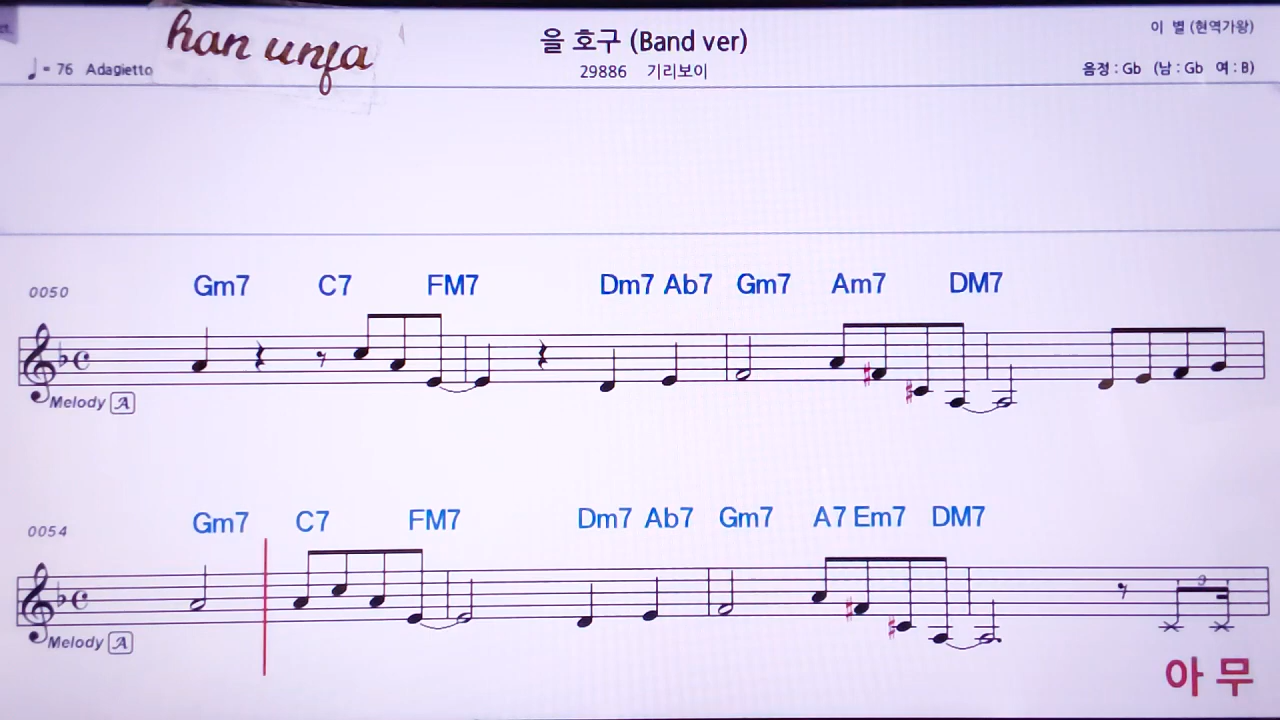 han unja
을 호구 (Band ver)
이 별 (현역가왕)
♩= 76 Adagietto
29886 기리보이
음정 : Gb (남 : Gb 여 : B)
0050
Gm7 C7 FM7 Dm7 Ab7 Gm7 Am7 DM7
Melody A
0054
Gm7 C7 FM7 Dm7 Ab7 Gm7 A7 Em7 DM7
3
Melody A
아 무